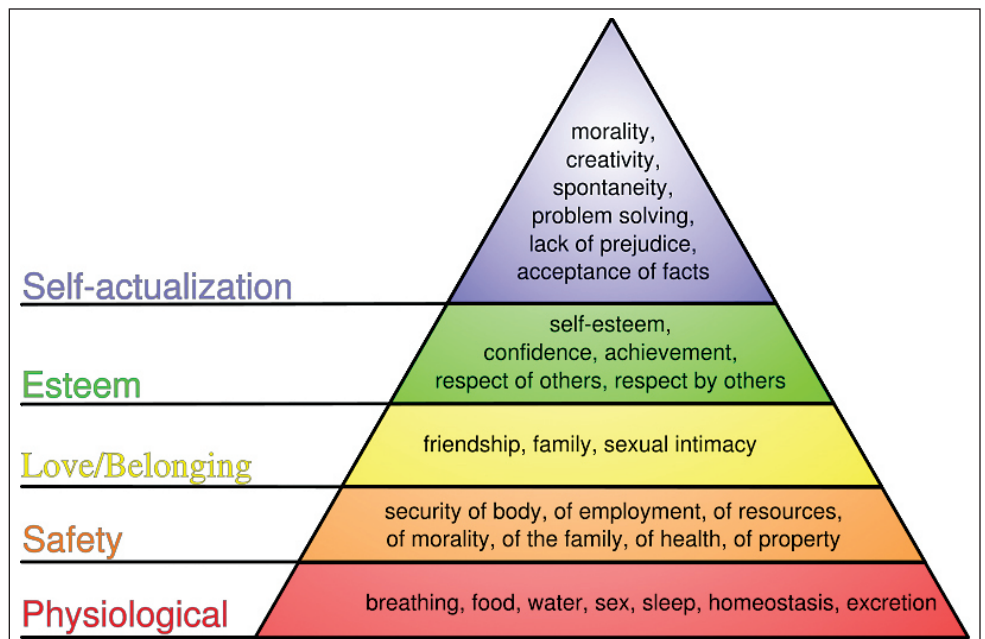 morality,
creativity,
spontaneity,
problem solving,
lack of prejudice,
acceptance of facts
Self-actualization
self-esteem,
confidence, achievement,
respect of others, respect by others
Esteem
friendship, family, sexual intimacy
Love/Belonging
security of body, of employment, of resources,
of morality, of the family, of health, of property
Safety
breathing, food, water, sex, sleep, homeostasis, excretion
Physiological